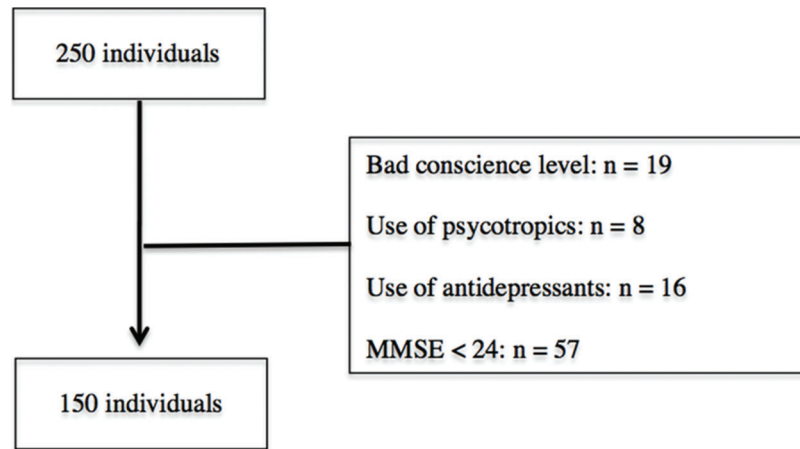 250 individuals
Bad conscience level: n = 19
Use of psycotropics: n = 8
Use of antidepressants: n = 16
MMSE < 24: n = 57
150 individuals